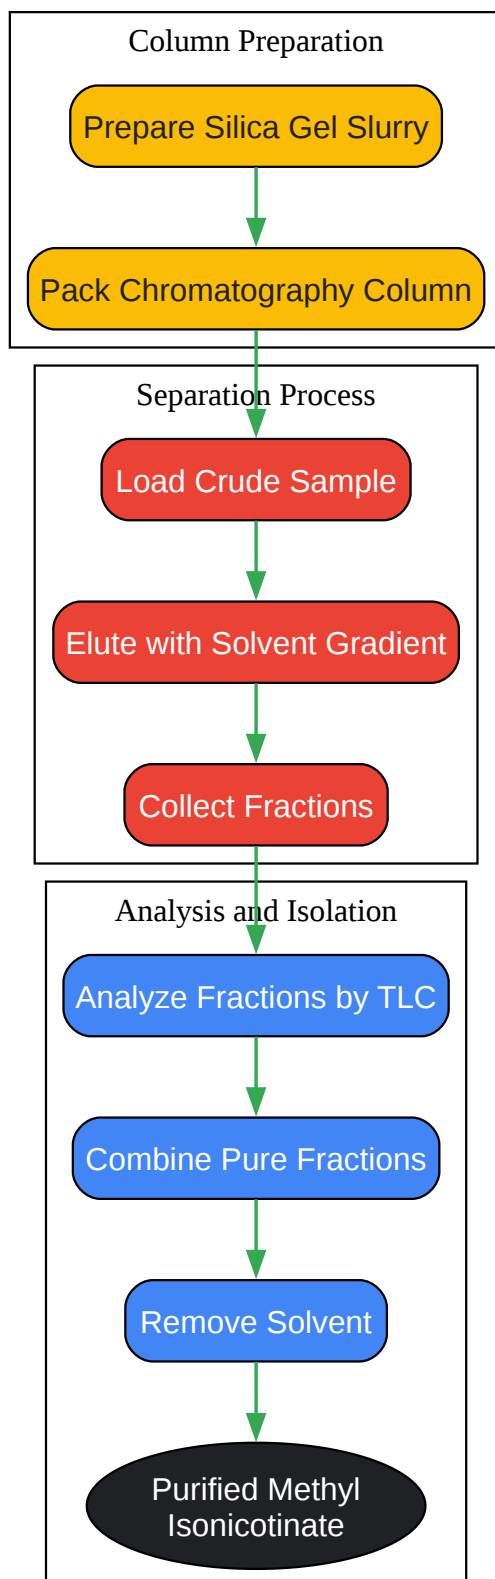 Column Preparation
Prepare Silica Gel Slurry
Pack Chromatography Column
Separation Process
Load Crude Sample
Elute with Solvent Gradient
Collect Fractions
Analysis and Isolation
Analyze Fractions by TLC
Combine Pure Fractions
Remove Solvent
Purified Methyl
Isonicotinate